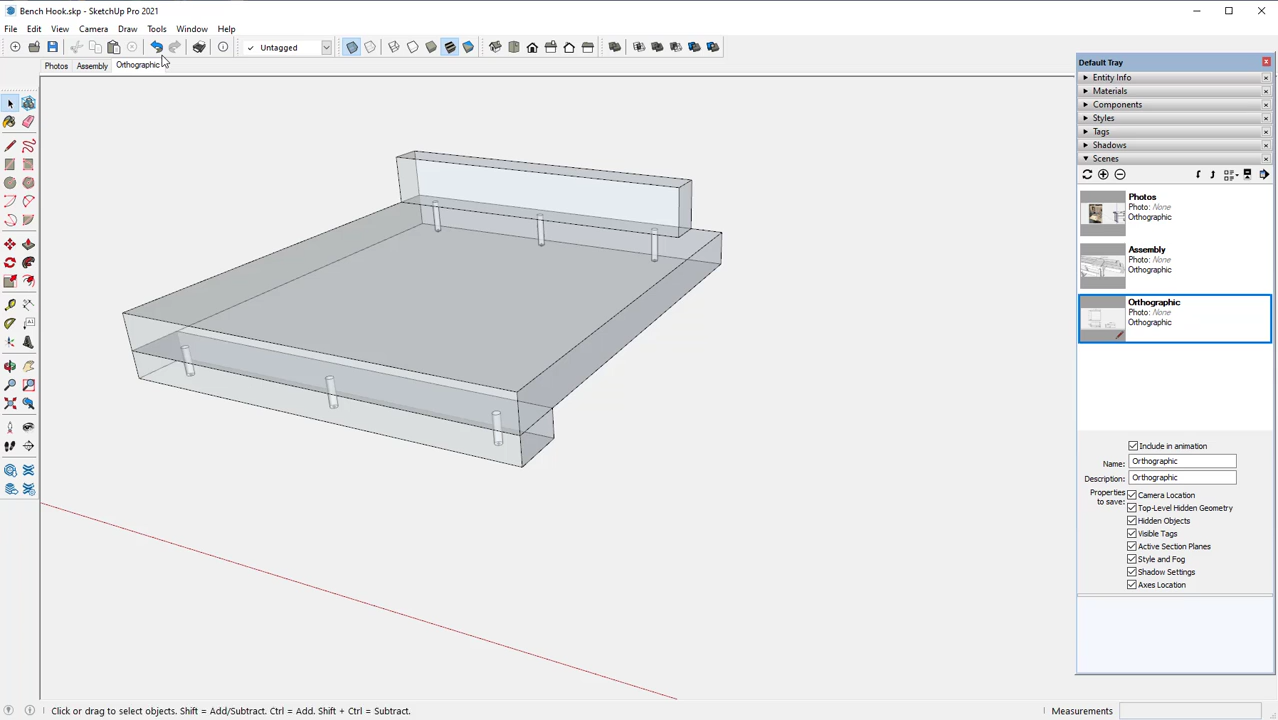 Bench Hook.skp - SketchUp Pro 2021
File Edit View Camera Draw Tools Window Help
✓ Untagged
Photos Assembly Orthographic
Default Tray
Entity Info
Materials
Components
Styles
Tags
Shadows
Scenes
Photos
Photo: None
Orthographic
Assembly
Photo: None
Orthographic
Orthographic
Photo: None
Orthographic
Include in animation
Name: Orthographic
Description: Orthographic
Properties to save:
Camera Location
Top-Level Hidden Geometry
Hidden Objects
Visible Tags
Active Section Planes
Style and Fog
Shadow Settings
Axes Location
Click or drag to select objects. Shift = Add/Subtract. Ctrl = Add. Shift + Ctrl = Subtract.
Measurements